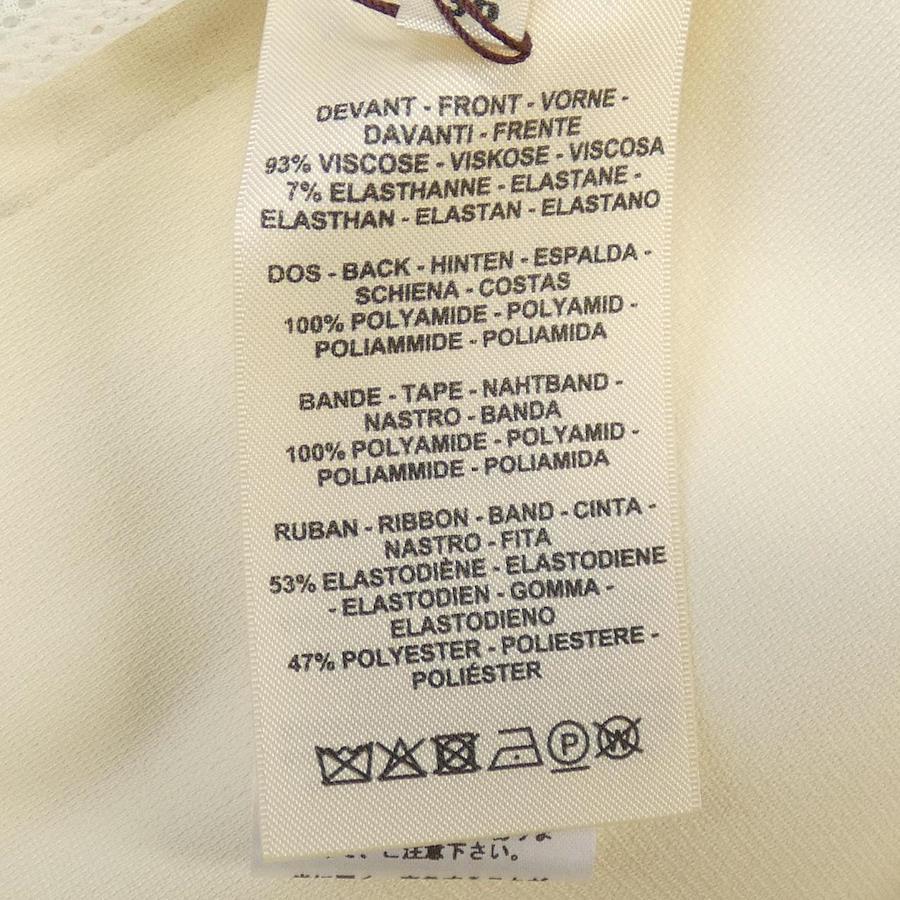 DEVANT - FRONT - VORNE -
DAVANTI - FRENTE
93% VISCOSE - VISKOSE - VISCOSA
7% ELASTHANNE - ELASTANE -
ELASTHAN - ELASTAN - ELASTANO
DOS - BACK - HINTEN - ESPALDA -
SCHIENA - COSTAS
100% POLYAMIDE - POLYAMID -
POLIAMMIDE - POLIAMIDA
BANDE - TAPE - NAHTBAND -
NASTRO - BANDA
100% POLYAMIDE - POLYAMID -
POLIAMMIDE - POLIAMIDA
RUBAN - RIBBON - BAND - CINTA -
NASTRO - FITA
53% ELASTODIÈNE - ELASTODIENE
- ELASTODIEN - GOMMA -
ELASTODIENO
47% POLYESTER - POLIESTERE -
POLIÉSTER
P W
ご注意下さい。